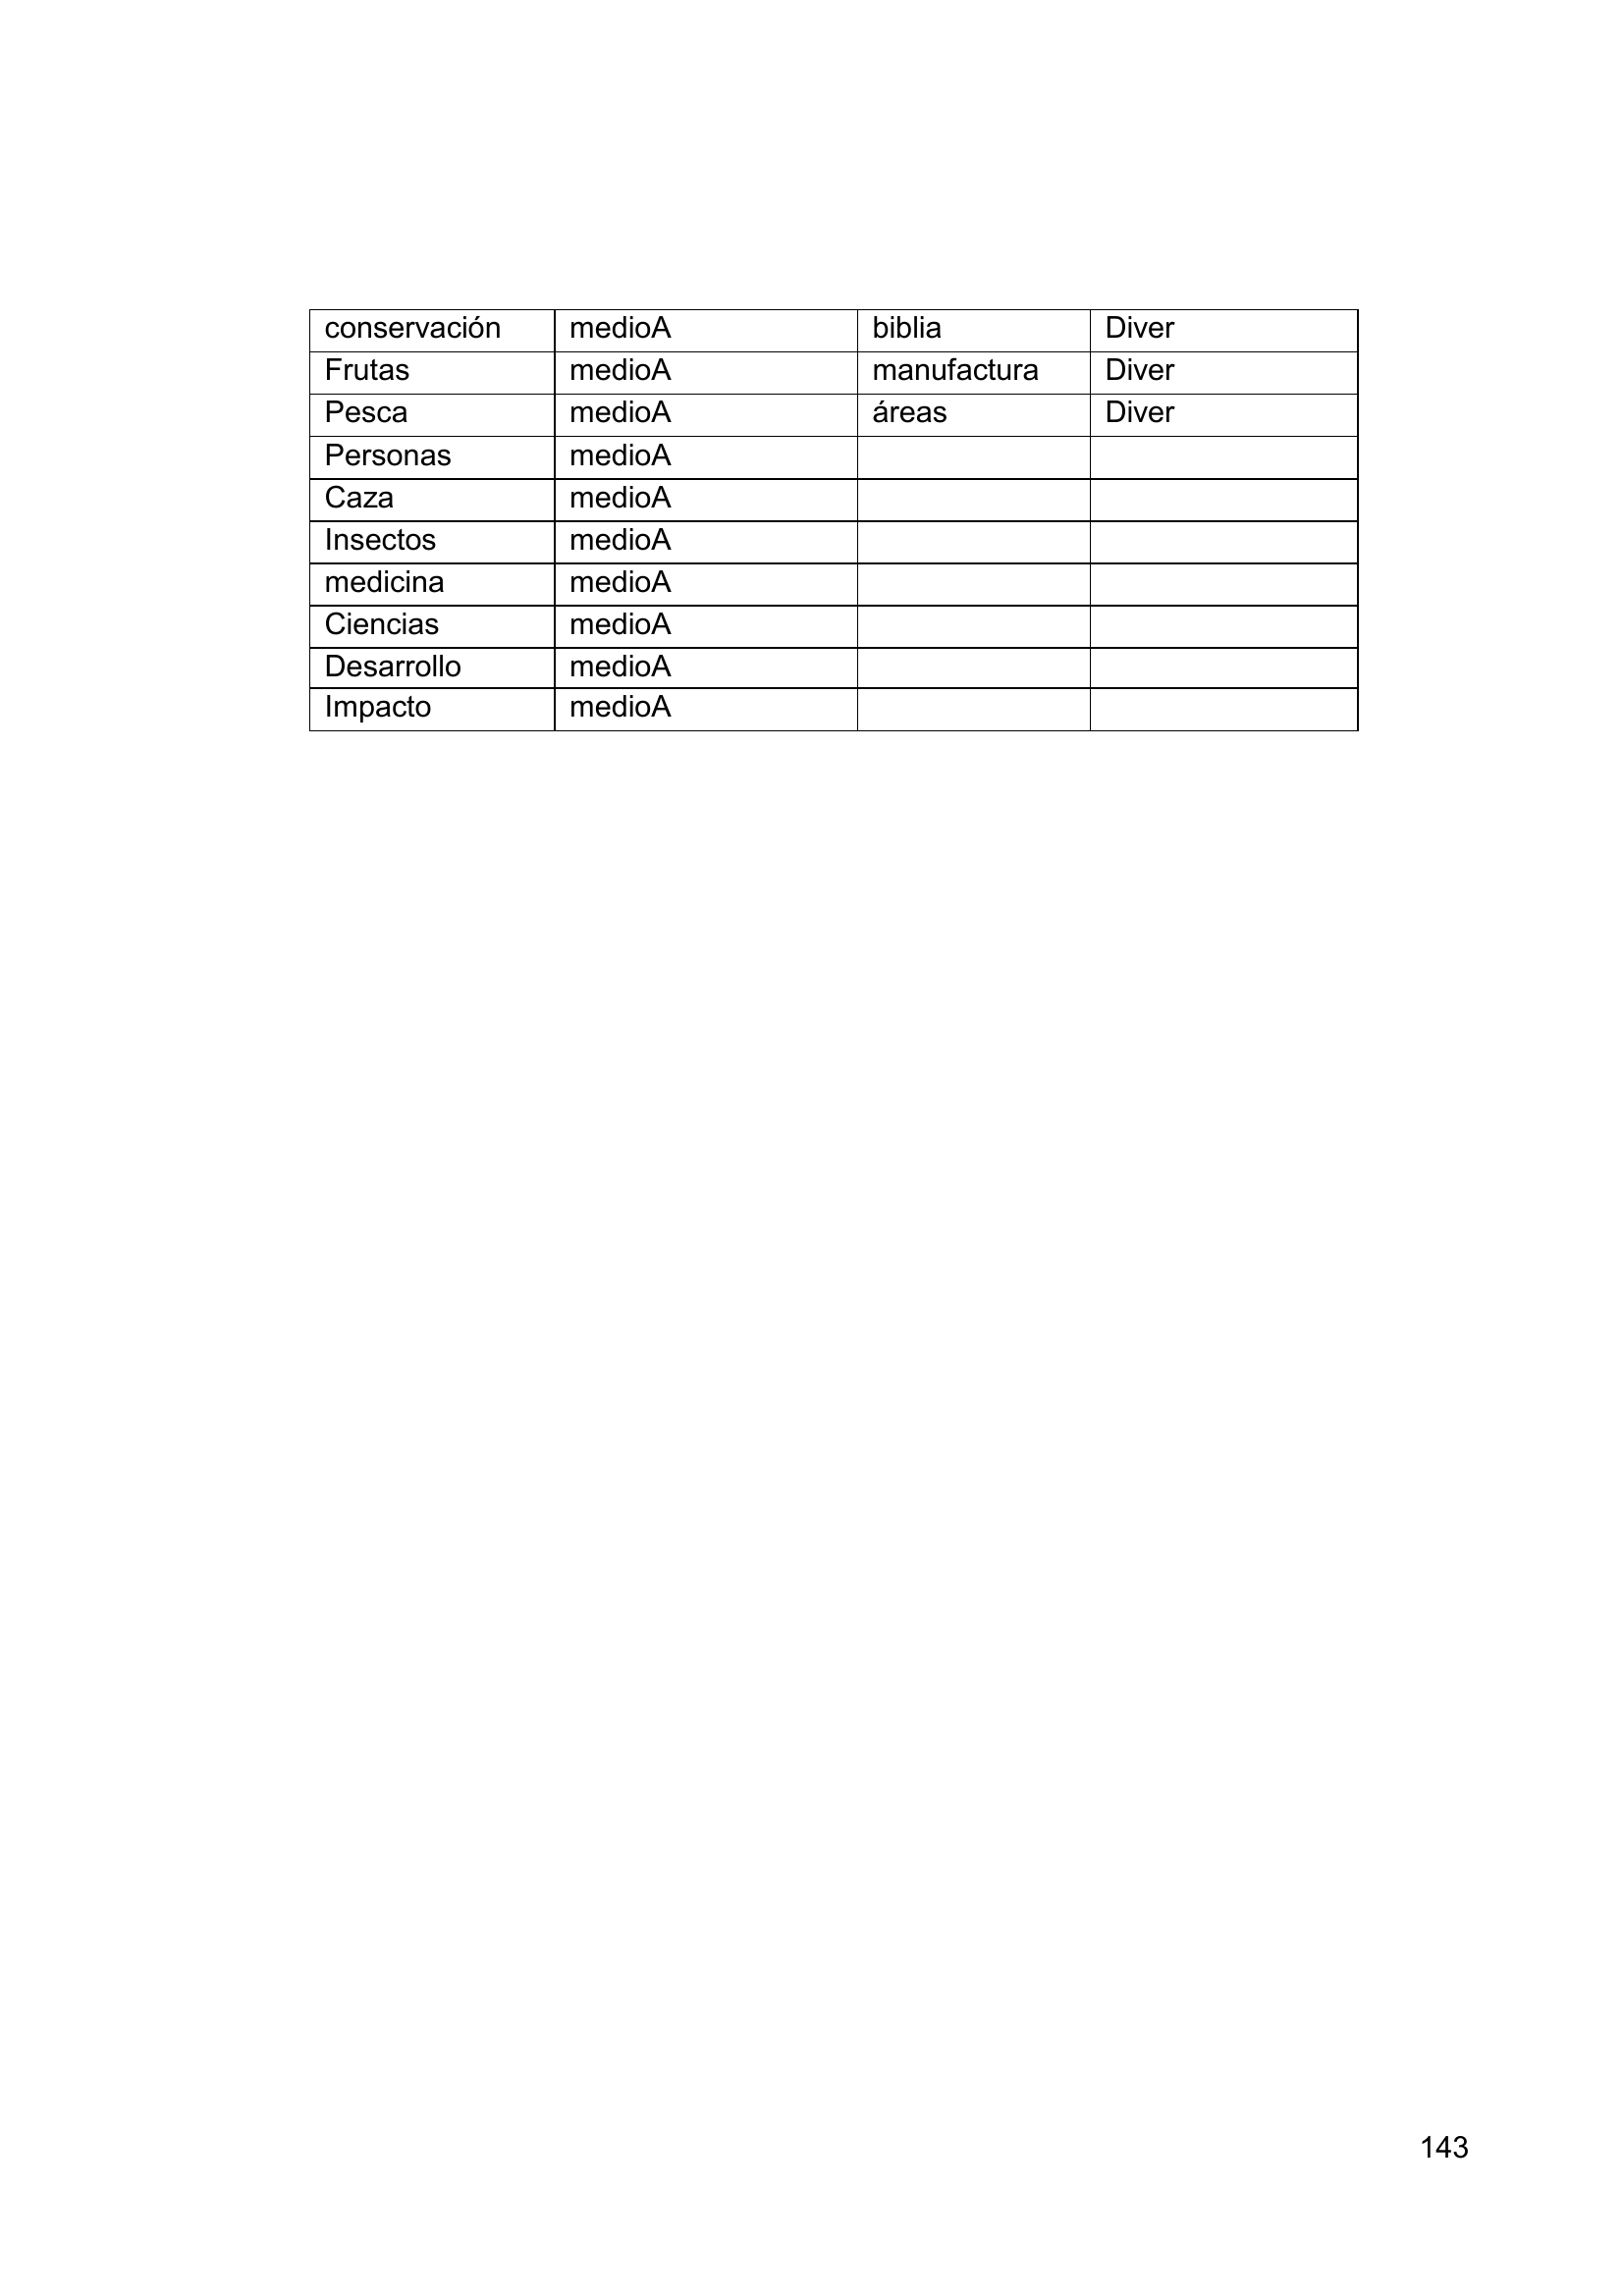 conservación medioA biblia Diver
Frutas medioA manufactura Diver
Pesca medioA áreas Diver
Personas medioA
Caza medioA
Insectos medioA
medicina medioA
Ciencias medioA
Desarrollo medioA
Impacto medioA
143